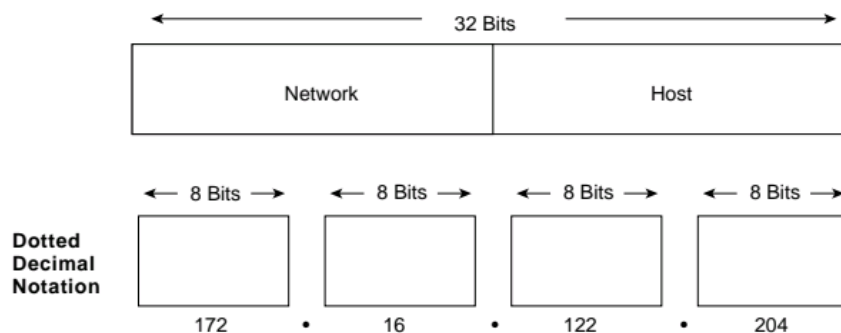 32 Bits
Network Host
8 Bits 8 Bits 8 Bits 8 Bits
Dotted
Decimal
Notation
172 • 16 • 122 • 204